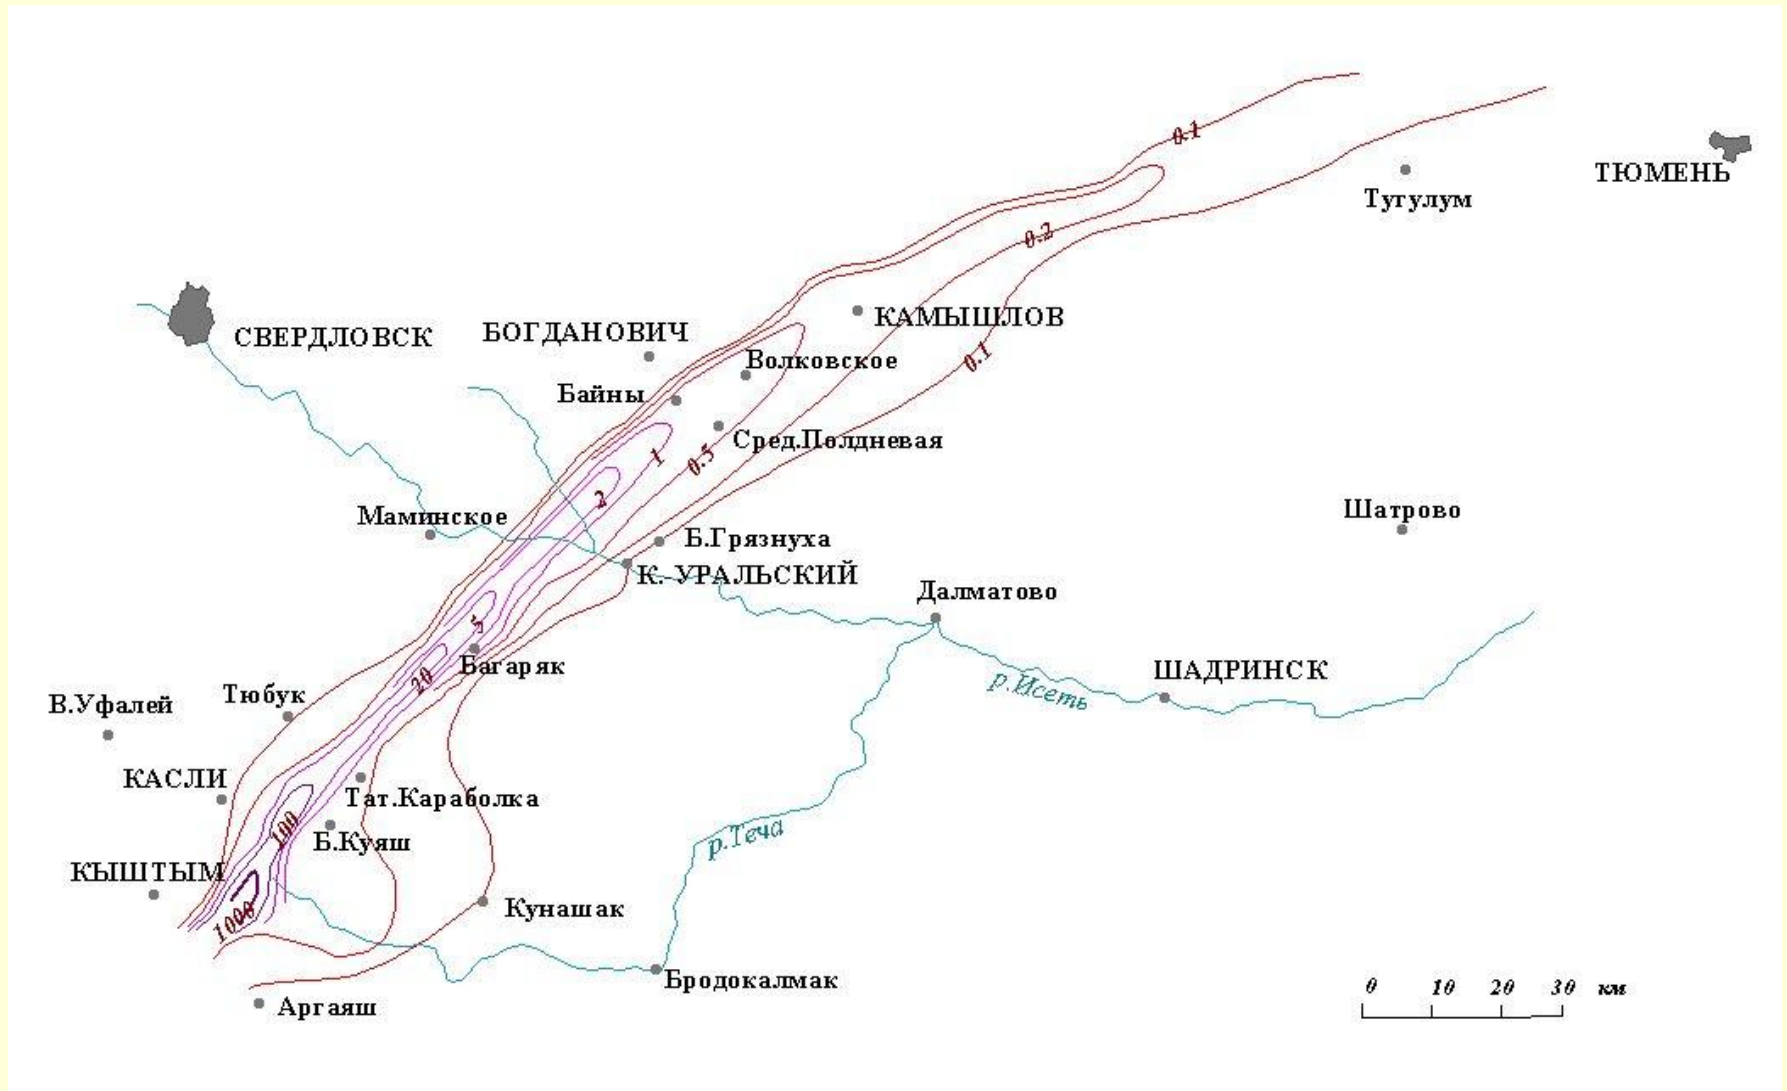 0.1
ТЮМЕНЬ
Тугулум
0.2
СВЕРДЛОВСК
БОГДАНОВИЧ
КАМЫШЛОВ
0.1
Волковское
Байны
Сред.Полдневая
1
0.5
2
Маминское
Шатрово
Б.Грязнуха
К. УРАЛЬСКИЙ
Далматово
5
Багаряк
ШАДРИНСК
20
р.Исеть
Тюбук
В.Уфалей
КАСЛИ
Тат.Караболка
100
Б.Куяш
р.Теча
КЫШТЫМ
1000
Кунашак
Бродокалмак
Аргаяш
0 10 20 30 км